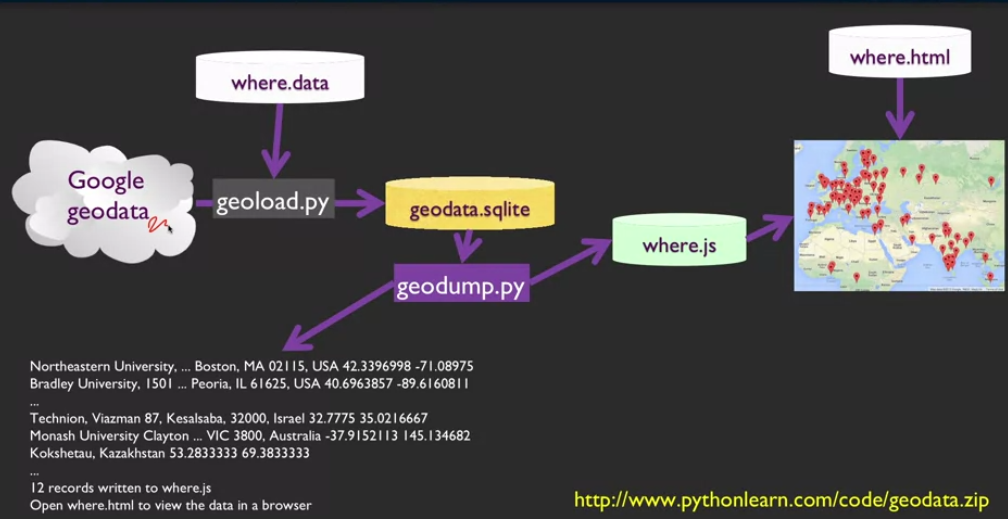 where.data
where.html
Google
geodata
geoload.py
geodata.sqlite
where.js
geodump.py
Northeastern University, ... Boston, MA 02115, USA 42.3396998 -71.08975
Bradley University, 1501 ... Peoria, IL 61625, USA 40.6963857 -89.6160811
...
Technion, Viazman 87, Kesalsaba, 32000, Israel 32.7775 35.0216667
Monash University Clayton ... VIC 3800, Australia -37.9152113 145.134682
Kokshetau, Kazakhstan 53.2833333 69.3833333
...
12 records written to where.js
Open where.html to view the data in a browser
http://www.pythonlearn.com/code/geodata.zip